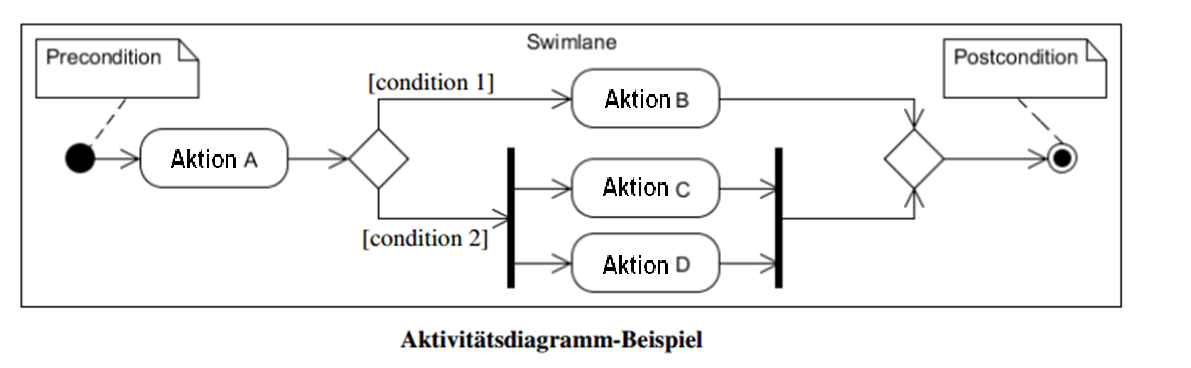 Swimlane
Precondition
Postcondition
[condition 1]
Aktion B
Aktion A
Aktion C
[condition 2]
Aktion D
Aktivitätsdiagramm-Beispiel